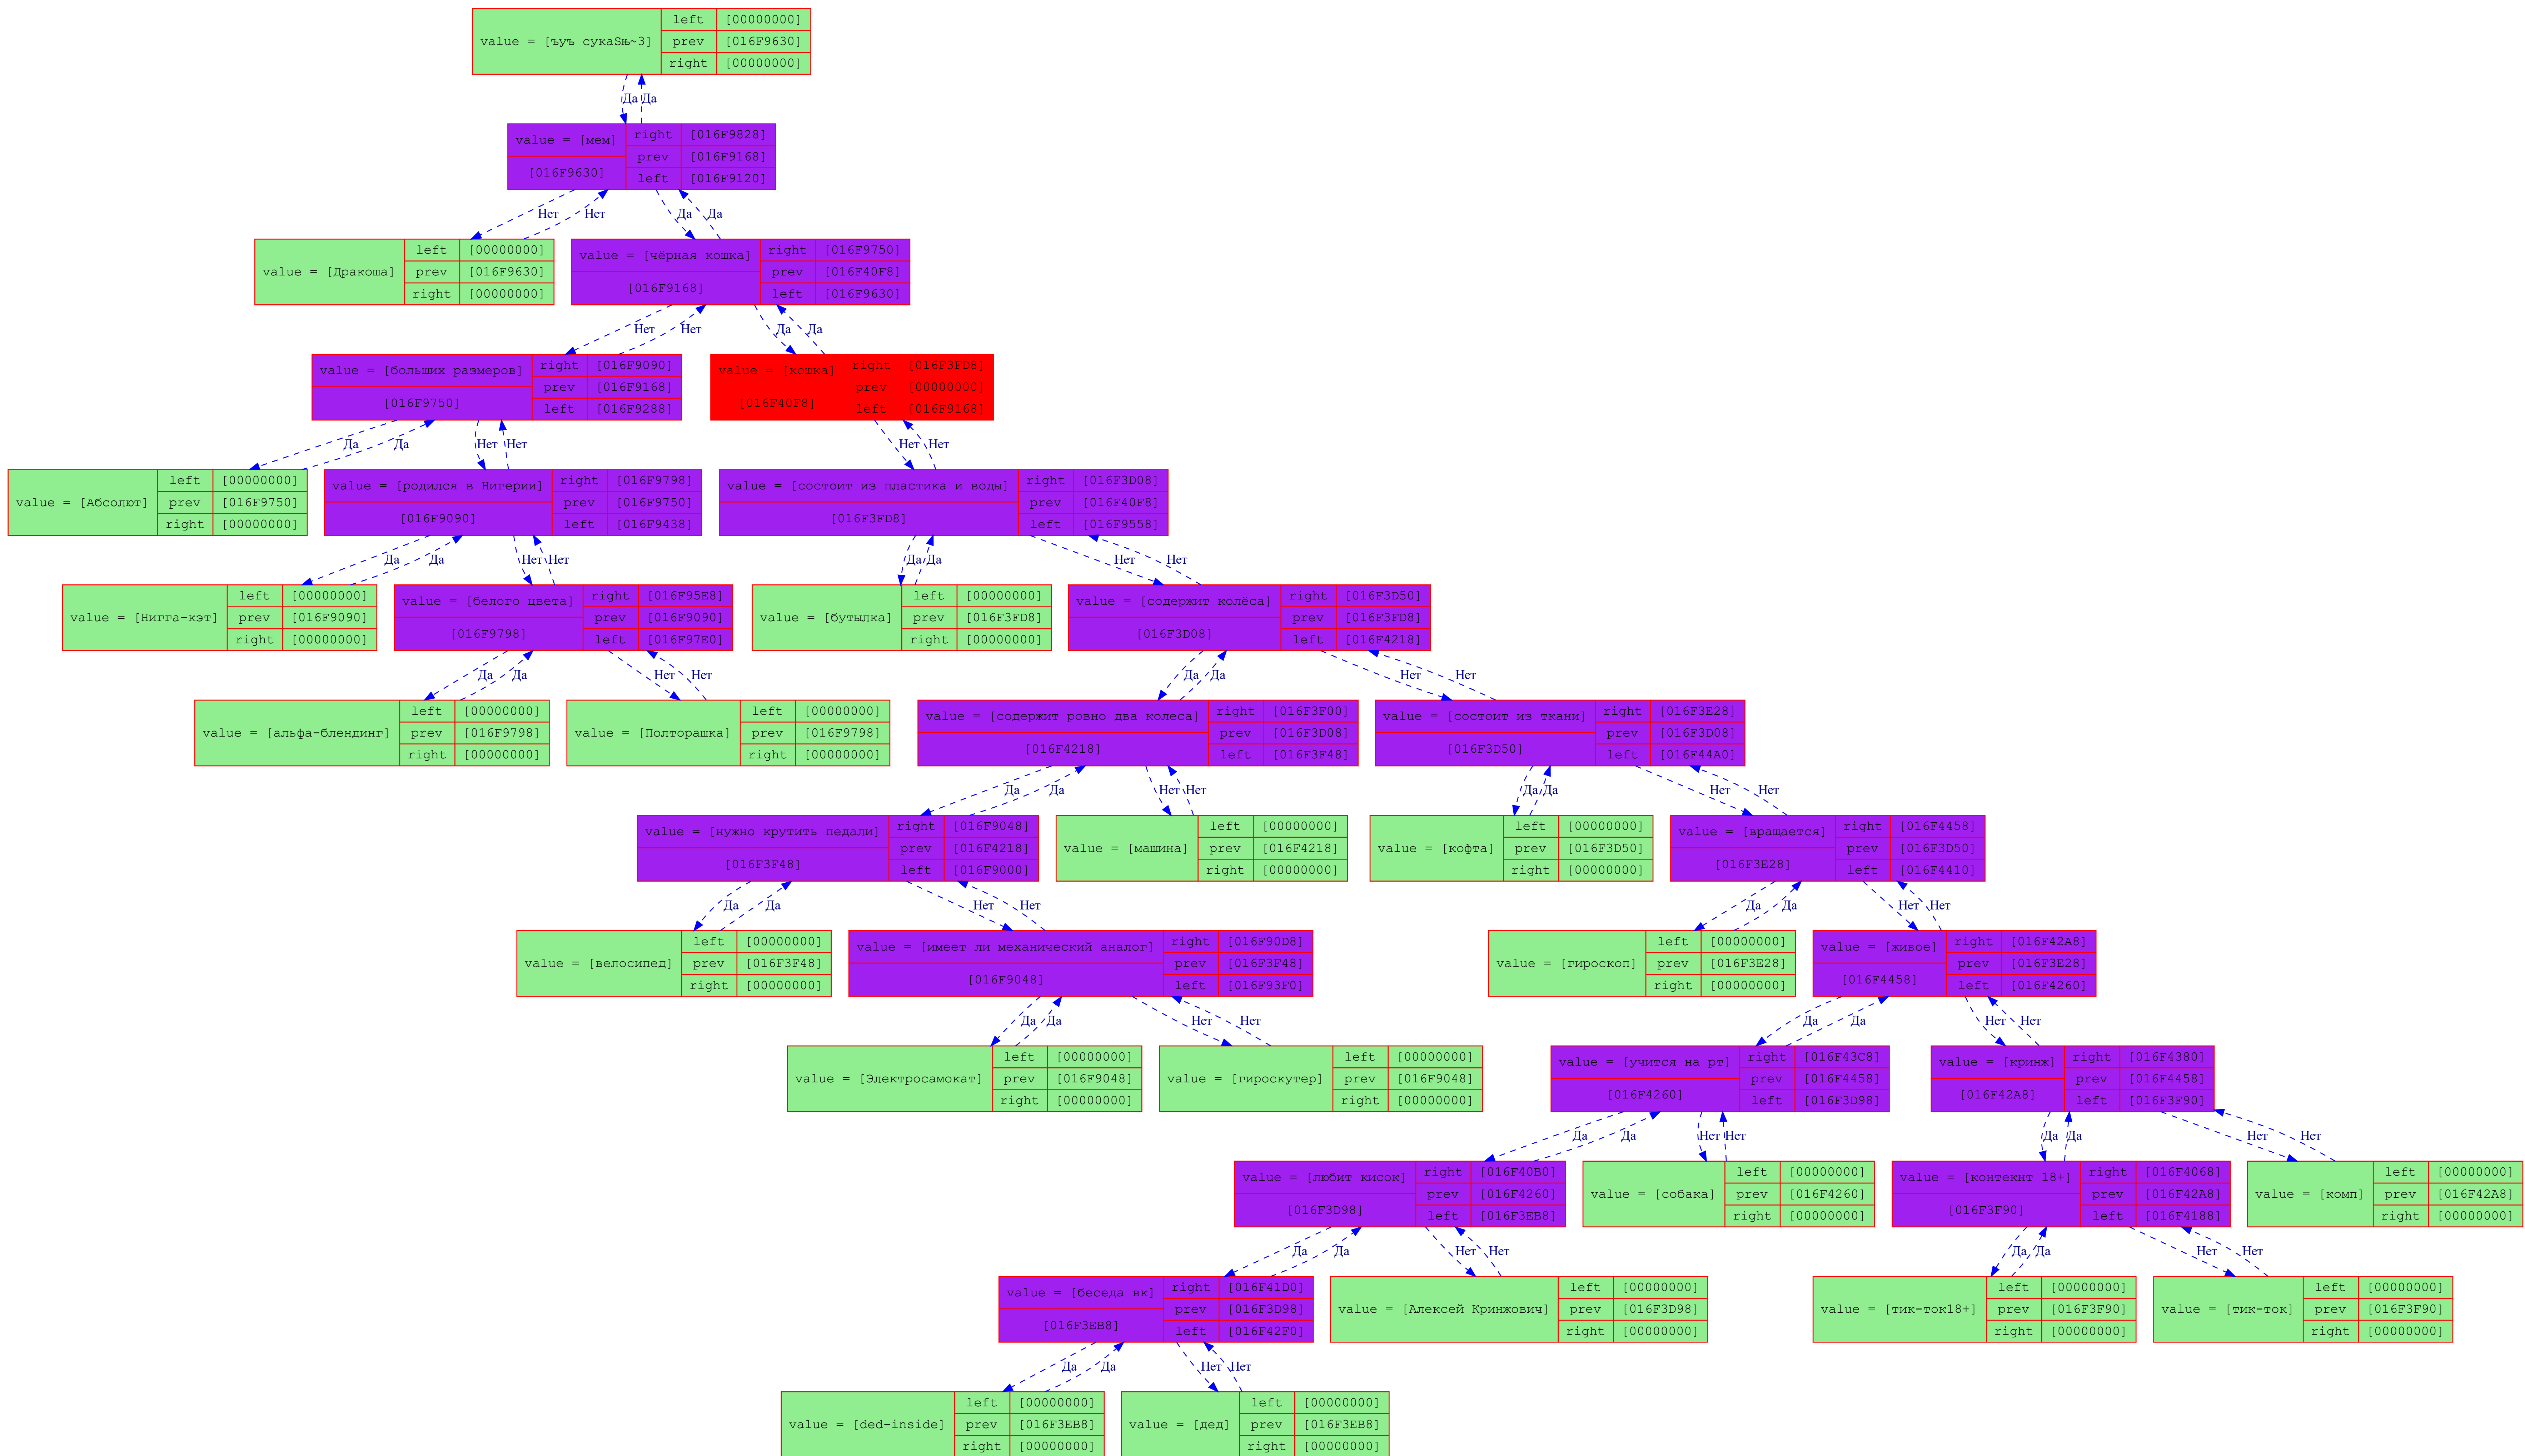 value = [ъуъ сукаSњ~3]
left [00000000]
prev [016F9630]
right [00000000]
Да Да
value = [мем]
[016F9630]
right [016F9828]
prev [016F9168]
left [016F9120]
Нет Нет Да Да
value = [Дракоша]
left [00000000]
prev [016F9630]
right [00000000]
value = [чёрная кошка]
[016F9168]
right [016F9750]
prev [016F40F8]
left [016F9630]
Нет Нет Да Да
value = [больших размеров]
[016F9750]
right [016F9090]
prev [016F9168]
left [016F9288]
value = [кошка]
[016F40F8]
right [016F3FD8]
prev [00000000]
left [016F9168]
Да Да Нет Нет Нет Нет
value = [Абсолют]
left [00000000]
prev [016F9750]
right [00000000]
value = [родился в Нигерии]
[016F9090]
right [016F9798]
prev [016F9750]
left [016F9438]
value = [состоит из пластика и воды]
[016F3FD8]
right [016F3D08]
prev [016F40F8]
left [016F9558]
Да Да Нет Нет Да Да Нет Нет
value = [Нигга-кэт]
left [00000000]
prev [016F9090]
right [00000000]
value = [белого цвета]
[016F9798]
right [016F95E8]
prev [016F9090]
left [016F97E0]
value = [бутылка]
left [00000000]
prev [016F3FD8]
right [00000000]
value = [содержит колёса]
[016F3D08]
right [016F3D50]
prev [016F3FD8]
left [016F4218]
Да Да Нет Нет Да Да Нет Нет
value = [альфа-блендинг]
left [00000000]
prev [016F9798]
right [00000000]
value = [Полторашка]
left [00000000]
prev [016F9798]
right [00000000]
value = [содержит ровно два колеса]
[016F4218]
right [016F3F00]
prev [016F3D08]
left [016F3F48]
value = [состоит из ткани]
[016F3D50]
right [016F3E28]
prev [016F3D08]
left [016F44A0]
Да Да Нет Нет Да Да Нет Нет
value = [нужно крутить педали]
[016F3F48]
right [016F9048]
prev [016F4218]
left [016F9000]
value = [машина]
left [00000000]
prev [016F4218]
right [00000000]
value = [кофта]
left [00000000]
prev [016F3D50]
right [00000000]
value = [вращается]
[016F3E28]
right [016F4458]
prev [016F3D50]
left [016F4410]
Да Да Нет Нет Да Да Нет Нет
value = [велосипед]
left [00000000]
prev [016F3F48]
right [00000000]
value = [имеет ли механический аналог]
[016F9048]
right [016F90D8]
prev [016F3F48]
left [016F93F0]
value = [гироскоп]
left [00000000]
prev [016F3E28]
right [00000000]
value = [живое]
[016F4458]
right [016F42A8]
prev [016F3E28]
left [016F4260]
Да Да Нет Нет Да Да Нет Нет
value = [Электросамокат]
left [00000000]
prev [016F9048]
right [00000000]
value = [гироскутер]
left [00000000]
prev [016F9048]
right [00000000]
value = [учится на рт]
[016F4260]
right [016F43C8]
prev [016F4458]
left [016F3D98]
value = [кринж]
[016F42A8]
right [016F4380]
prev [016F4458]
left [016F3F90]
Да Да Нет Нет Да Да Нет Нет
value = [любит кисок]
[016F3D98]
right [016F40B0]
prev [016F4260]
left [016F3EB8]
value = [собака]
left [00000000]
prev [016F4260]
right [00000000]
value = [контекнт 18+]
[016F3F90]
right [016F4068]
prev [016F42A8]
left [016F4188]
value = [комп]
left [00000000]
prev [016F42A8]
right [00000000]
Да Да Нет Нет Да Да Нет Нет
value = [беседа вк]
[016F3EB8]
right [016F41D0]
prev [016F3D98]
left [016F42F0]
value = [Алексей Кринжович]
left [00000000]
prev [016F3D98]
right [00000000]
value = [тик-ток18+]
left [00000000]
prev [016F3F90]
right [00000000]
value = [тик-ток]
left [00000000]
prev [016F3F90]
right [00000000]
Да Да Нет Нет
value = [ded-inside]
left [00000000]
prev [016F3EB8]
right [00000000]
value = [дед]
left [00000000]
prev [016F3EB8]
right [00000000]